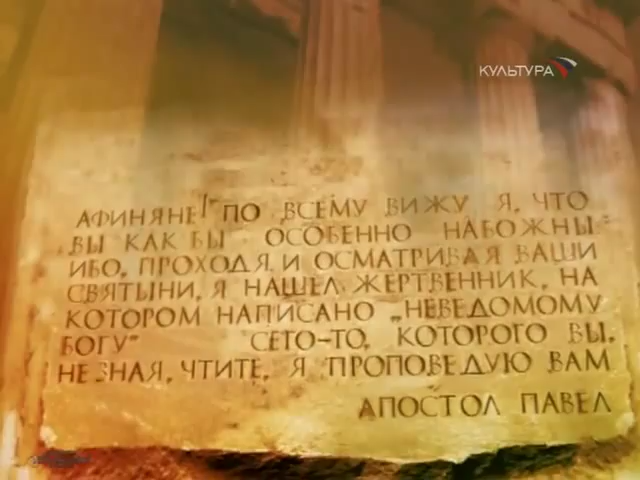 КУЛЬТУРА
АФИНЯНЕ! ПО ВСЕМУ ВИЖУ Я, ЧТО
ВЫ КАК БЫ ОСОБЕННО НАБОЖНЫ
ИБО, ПРОХОДЯ И ОСМАТРИВАЯ ВАШИ
СВЯТЫНИ, Я НАШЕЛ ЖЕРТВЕННИК, НА
КОТОРОМ НАПИСАНО „НЕВЕДОМОМУ
БОГУ" СЕГО-ТО, КОТОРОГО ВЫ,
НЕ ЗНАЯ, ЧТИТЕ, Я ПРОПОВЕДУЮ ВАМ
АПОСТОЛ ПАВЕЛ